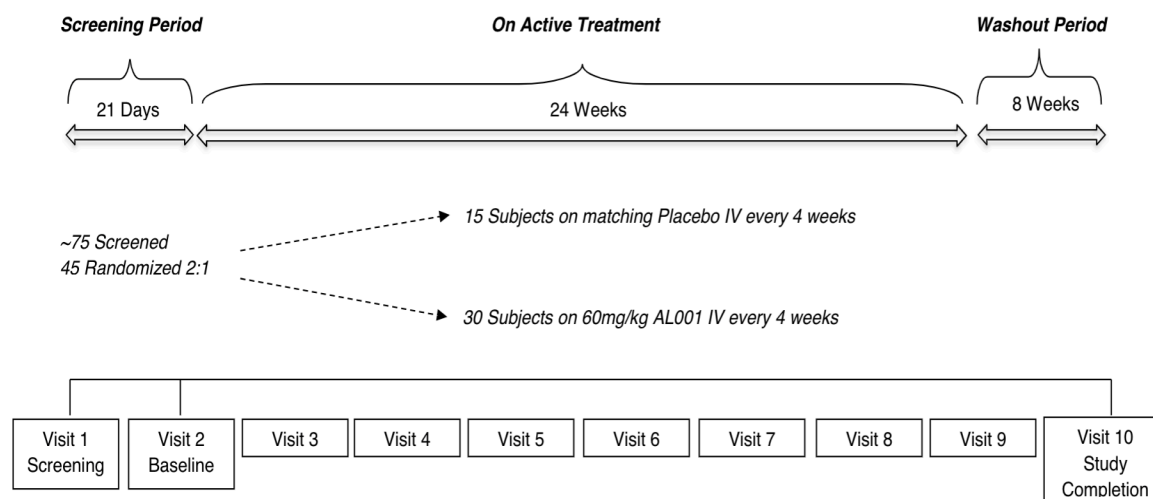 Screening Period
On Active Treatment
Washout Period
21 Days
24 Weeks
8 Weeks
15 Subjects on matching Placebo IV every 4 weeks
~75 Screened
45 Randomized 2:1
30 Subjects on 60mg/kg AL001 IV every 4 weeks
Visit 1
Screening
Visit 2
Baseline
Visit 3
Visit 4
Visit 5
Visit 6
Visit 7
Visit 8
Visit 9
Visit 10
Study
Completion